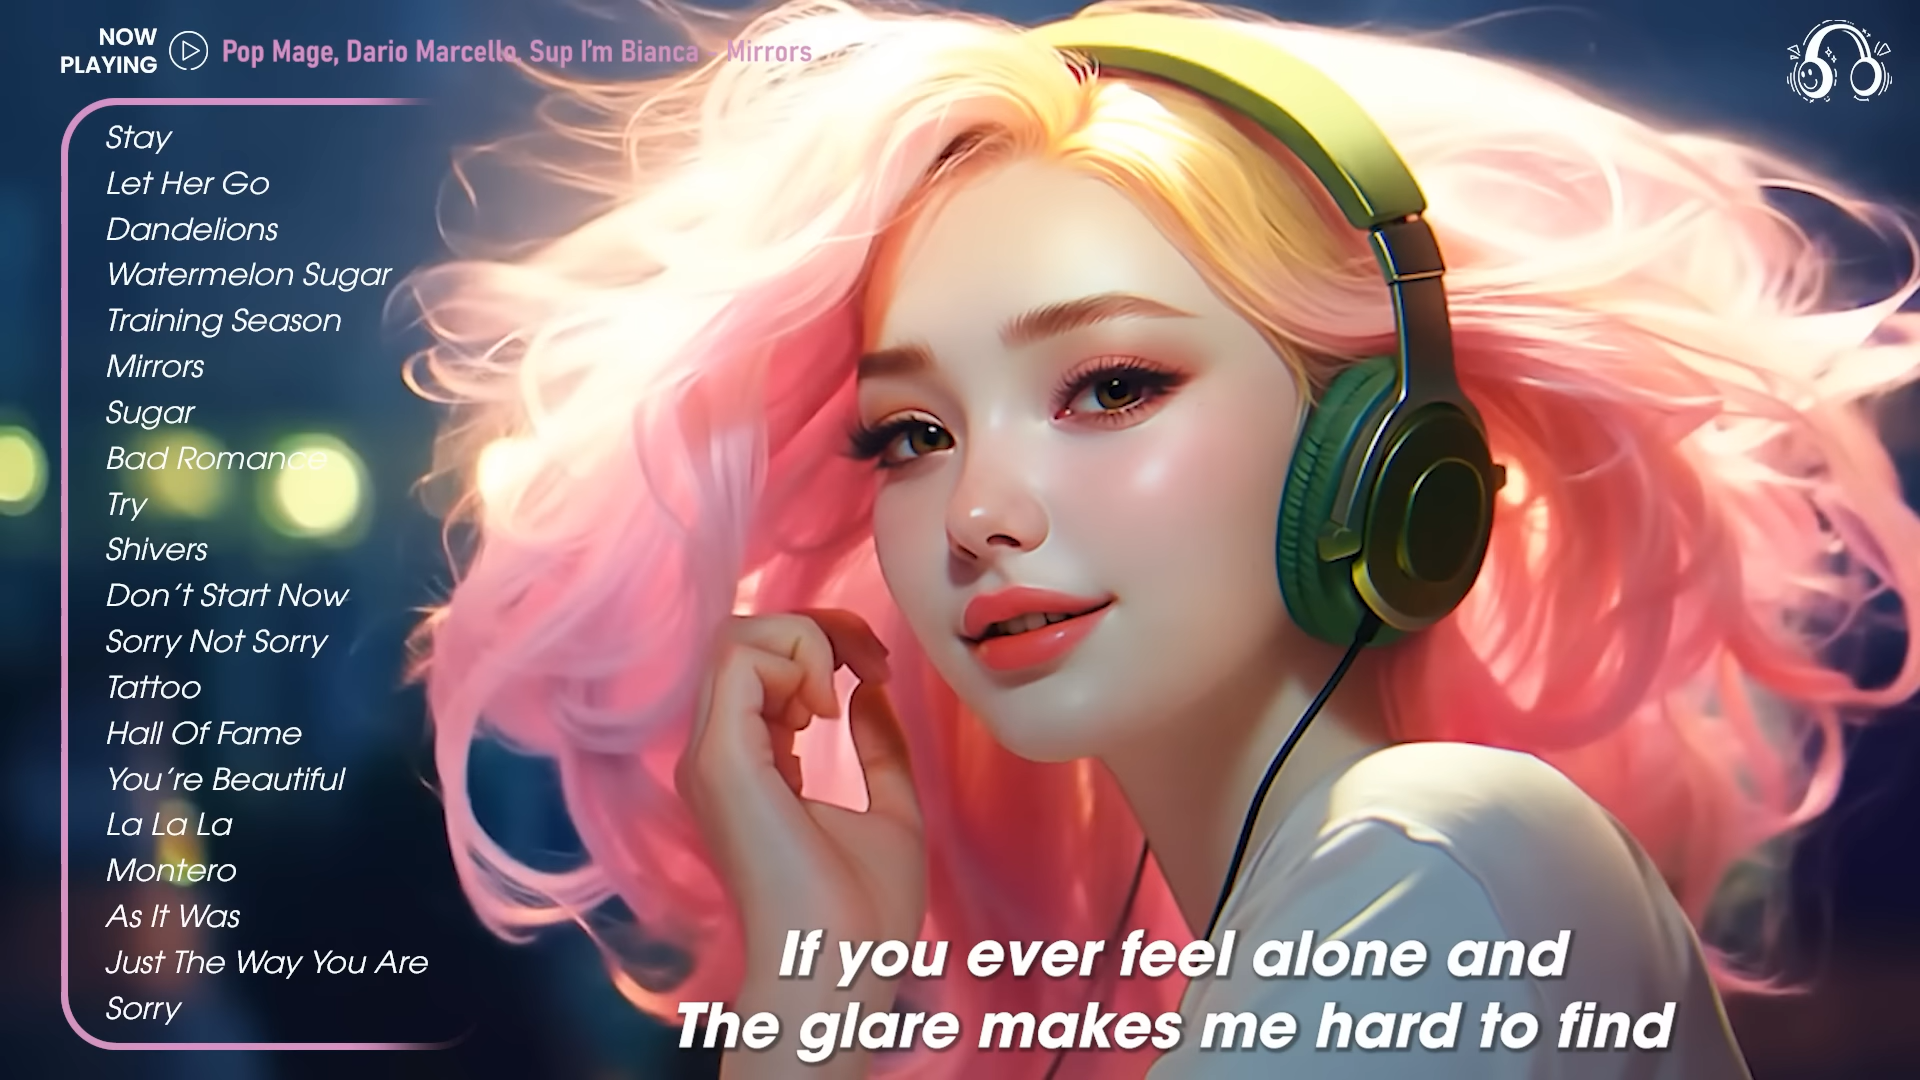 NOW
PLAYING
Pop Mage, Dario Marcello, Sup I'm Bianca - Mirrors
Stay
Let Her Go
Dandelions
Watermelon Sugar
Training Season
Mirrors
Sugar
Bad Romance
Try
Shivers
Don't Start Now
Sorry Not Sorry
Tattoo
Hall Of Fame
You're Beautiful
La La La
Montero
As It Was
Just The Way You Are
Sorry
If you ever feel alone and
The glare makes me hard to find